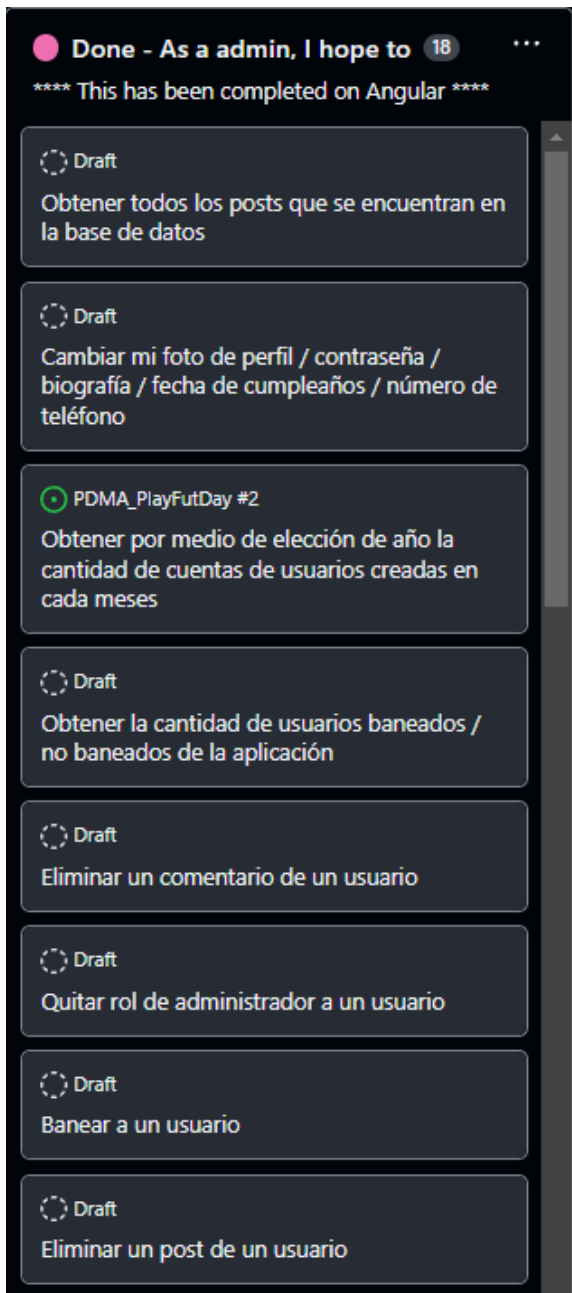 Done - As a admin, I hope to 18
**** This has been completed on Angular ****
Draft
Obtener todos los posts que se encuentran en
la base de datos
Draft
Cambiar mi foto de perfil / contraseña /
biografía / fecha de cumpleaños / número de
teléfono
PDMA_PlayFutDay #2
Obtener por medio de elección de año la
cantidad de cuentas de usuarios creadas en
cada meses
Draft
Obtener la cantidad de usuarios baneados /
no baneados de la aplicación
Draft
Eliminar un comentario de un usuario
Draft
Quitar rol de administrador a un usuario
Draft
Banear a un usuario
Draft
Eliminar un post de un usuario